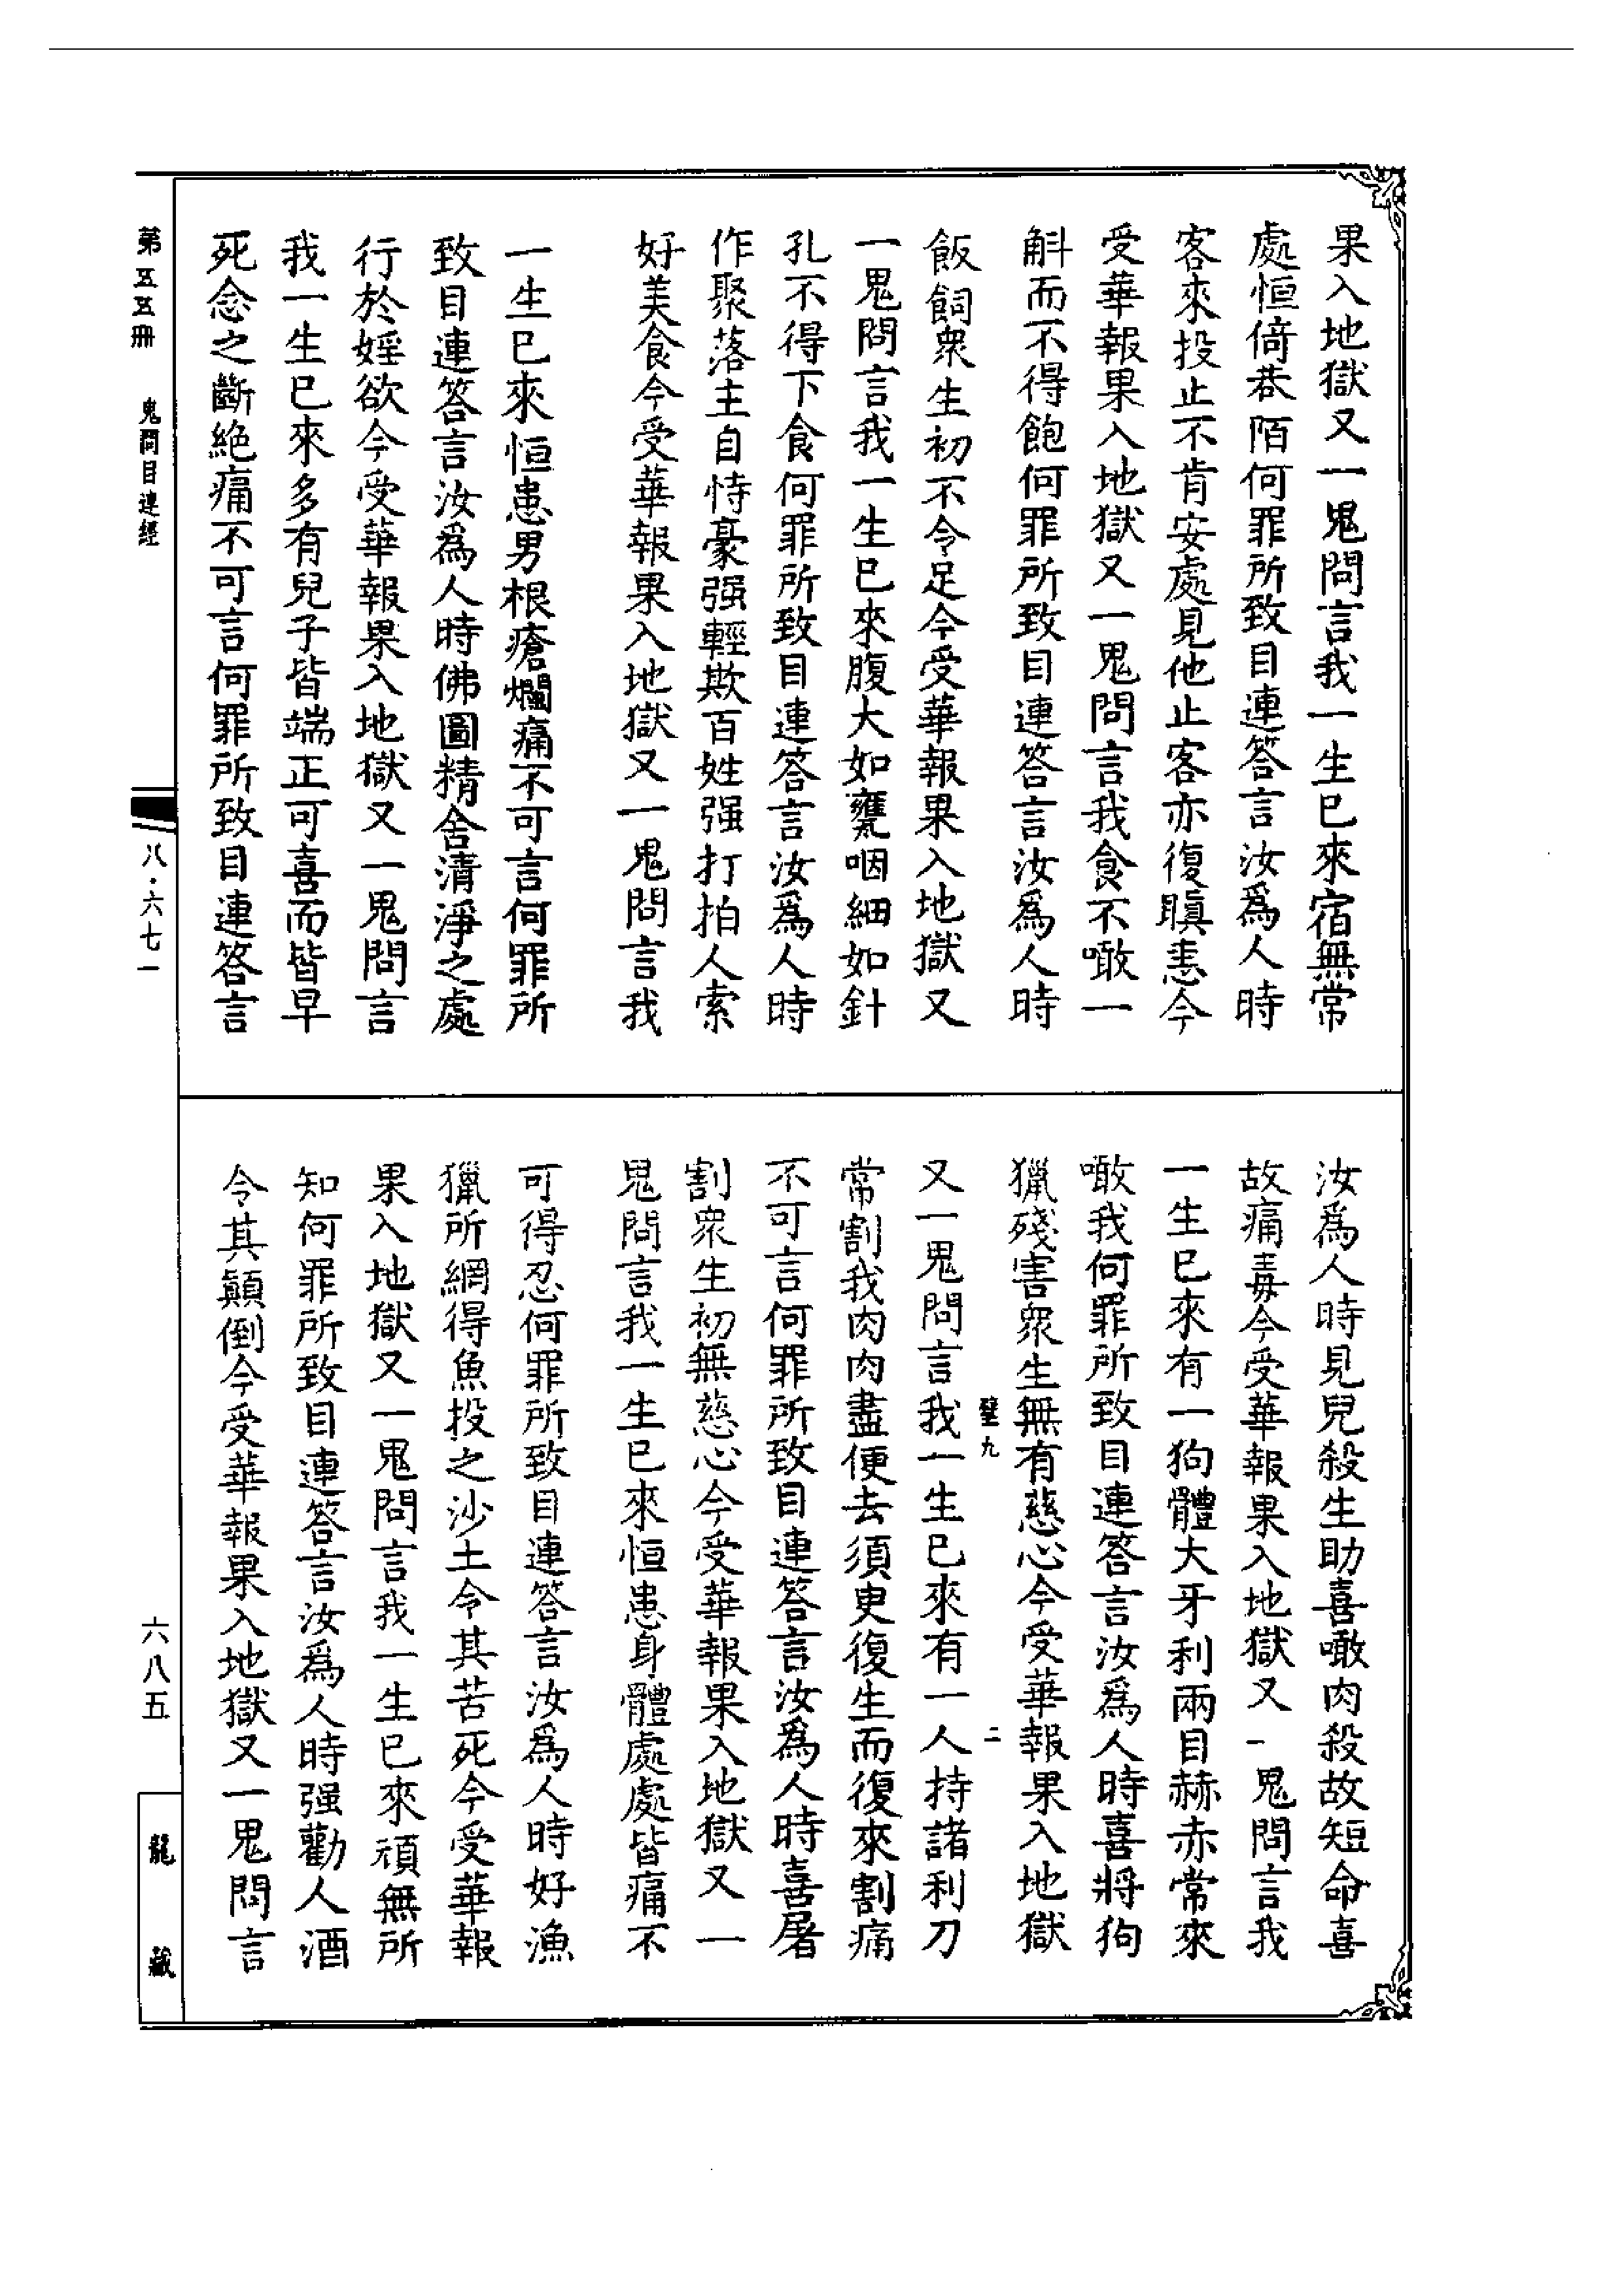 果入地獄又一鬼問言我一生已來宿無常
處恒倚巷陌何罪所致目連答言汝爲人時
客來投止不肯安處見他止客亦復瞋恚今
受華報果入地獄又一鬼問言我食不噉一
斛而不得飽何罪所致目連答言汝爲人時
飯飼衆生初不令足今受華報果入地獄又
一鬼問言我一生已來腹大如甕咽細如針
孔不得下食何罪所致目連答言汝爲人時
作聚落主自恃豪强輕欺百姓强打拍人索
好美食今受華報果入地獄又一鬼問言我
一生已來恒患男根瘡爛痛不可言何罪所
致目連答言汝爲人時佛圖精舍清淨之處
行於婬欲今受華報果入地獄又一鬼問言
我一生已來多有兒子皆端正可喜而皆早
死念之斷絶痛不可言何罪所致目連答言
汝爲人時見兒殺生助喜噉肉殺故短命喜
故痛毒今受華報果入地獄又一鬼問言我
一生已來有一狗體大牙利兩目赫赤常來
噉我何罪所致目連答言汝爲人時喜將狗
獵殘害衆生無有慈心今受華報果入地獄
壁九 二
又一鬼問言我一生已來有一人持諸利刀
常割我肉肉盡便去須更復生而復來割痛
不可言何罪所致目連答言汝爲人時喜屠
割衆生初無慈心今受華報果入地獄又一
鬼問言我一生已來恒患身體處處皆痛不
可得忍何罪所致目連答言汝爲人時好漁
獵所網得魚投之沙土令其苦死今受華報
果入地獄又一鬼問言我一生已來頑無所
知何罪所致目連答言汝爲人時强勸人酒
令其顛倒今受華報果入地獄又一鬼問言
第五五冊 鬼問目連經
八·六七一
六八五
龍藏